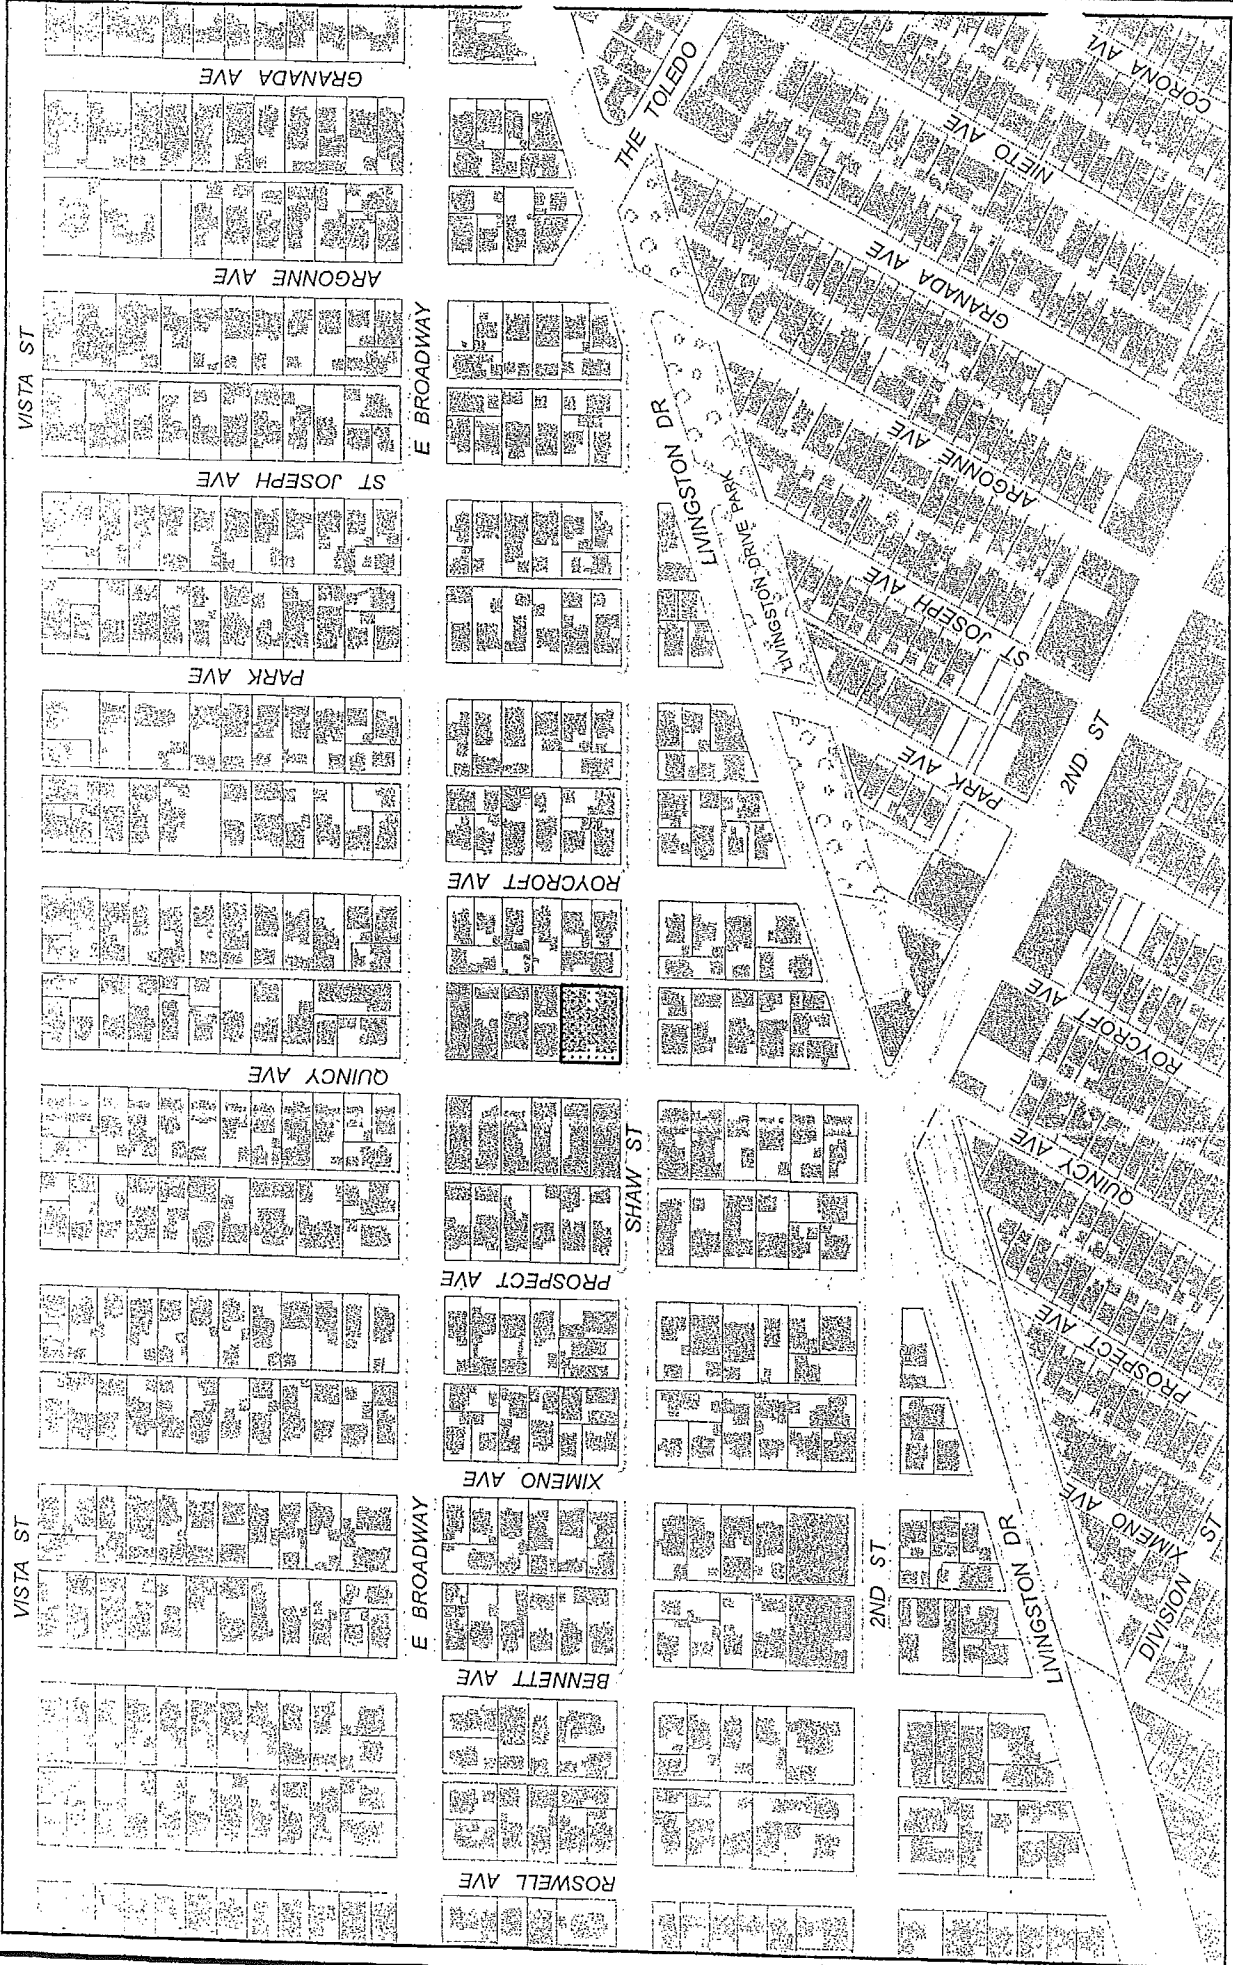 CORONA AVE
THE TOLEDO
GRANADA AVE
NIETO AVE
GRANADA AVE
ARGONNE AVE
VISTA ST
E BROADWAY
LIVINGSTON DR
LIVINGSTON DRIVE PARK
ARGONNE AVE
ST JOSEPH AVE
ST JOSEPH AVE
PARK AVE
PARK AVE
2ND ST
ROYCROFT AVE
ROYCROFT AVE
QUINCY AVE
SHAW ST
QUINCY AVE
PROSPECT AVE
PROSPECT AVE
XIMENO AVE
XIMENO AVE
VISTA ST
E BROADWAY
2ND ST
LIVINGSTON DR
DIVISION ST
BENNETT AVE
ROSWELL AVE